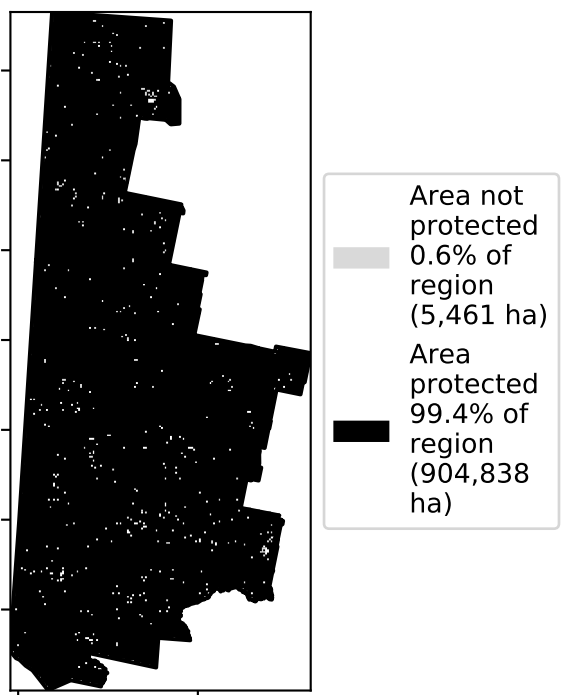 Area not
protected
0.6% of
region
(5,461 ha)
Area
protected
99.4% of
region
(904,838
ha)